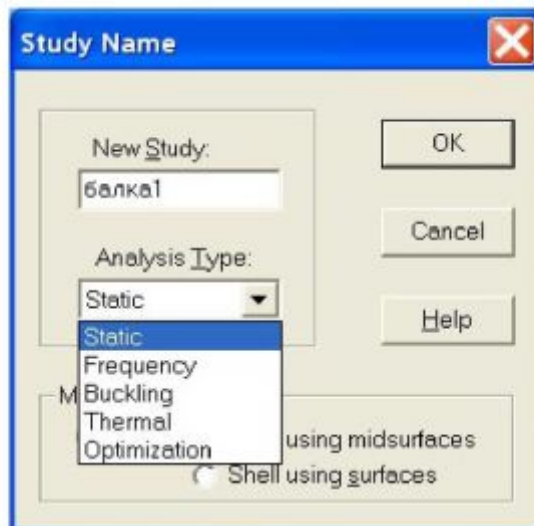 Study Name
New Study:
балка1
Analysis Type:
Static
Static
Frequency
Buckling
Thermal
Optimization
OK
Cancel
Help
using midsurfaces
Shell using surfaces